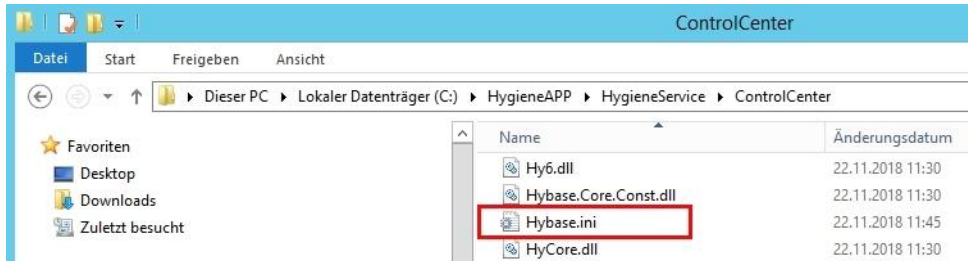 ControlCenter
Datei Start Freigeben Ansicht
Dieser PC Lokaler Datenträger (C:) HygieneAPP HygieneService ControlCenter
Favoriten
Desktop
Downloads
Zuletzt besucht
Name Änderungsdatum
Hy6.dll 22.11.2018 11:30
Hybase.Core.Const.dll 22.11.2018 11:30
Hybase.ini 22.11.2018 11:45
HyCore.dll 22.11.2018 11:30